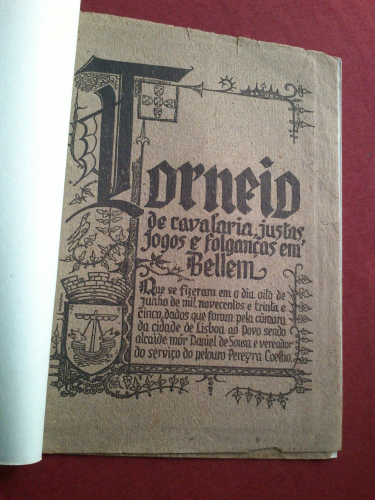 Torneio
de cavalaria, justas,
jogos e folganças em
Bellem
Que se fizeram em o dia oito de
junho de mil novecentos e trinta e
cinco, dados que foram pela câmara
da cidade de Lisboa ao Povo sendo
alcaide mór Daniel de Sousa e vereador
do serviço do pelouro Pereyra Coelho.